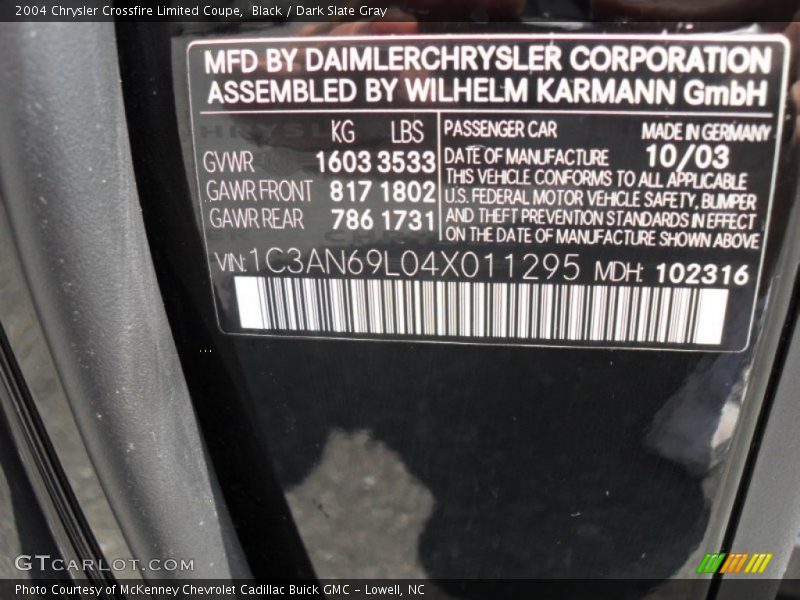 2004 Chrysler Crossfire Limited Coupe, Black / Dark Slate Gray
MFD BY DAIMLERCHRYSLER CORPORATION
ASSEMBLED BY WILHELM KARMANN GmbH
KG LBS
GVWR 1603 3533
GAWR FRONT 817 1802
GAWR REAR 786 1731
PASSENGER CAR MADE IN GERMANY
DATE OF MANUFACTURE 10/03
THIS VEHICLE CONFORMS TO ALL APPLICABLE
U.S. FEDERAL MOTOR VEHICLE SAFETY, BUMPER
AND THEFT PREVENTION STANDARDS IN EFFECT
ON THE DATE OF MANUFACTURE SHOWN ABOVE
VIN: 1C3AN69L04X011295 MDH: 102316
GTCARLOT.COM
Photo Courtesy of McKenney Chevrolet Cadillac Buick GMC - Lowell, NC